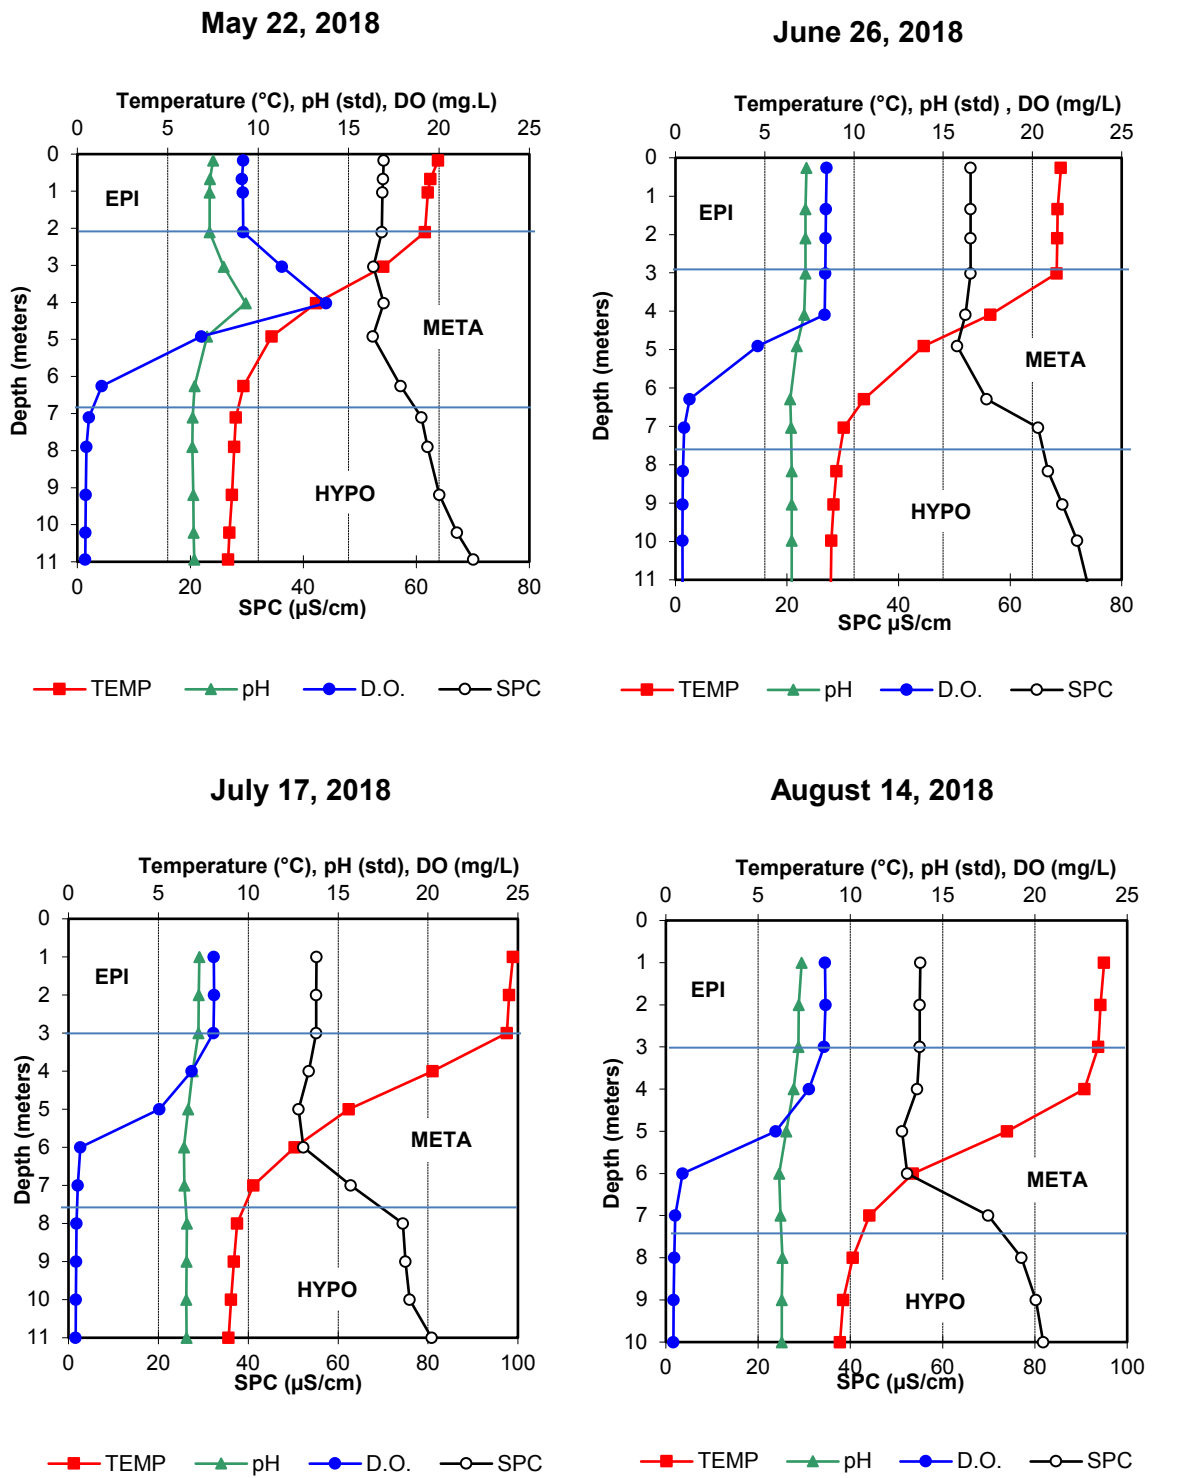 May 22, 2018
Temperature (°C), pH (std), DO (mg.L)
0 5 10 15 20 25
Depth (meters)
0
1
2
3
4
5
6
7
8
9
10
11
EPI
META
HYPO
0 20 40 60 80
SPC (µS/cm)
TEMP pH D.O. SPC
June 26, 2018
Temperature (°C), pH (std) , DO (mg/L)
0 5 10 15 20 25
Depth (meters)
0
1
2
3
4
5
6
7
8
9
10
11
EPI
META
HYPO
0 20 40 60 80
SPC µS/cm
TEMP pH D.O. SPC
July 17, 2018
Temperature (°C), pH (std), DO (mg/L)
0 5 10 15 20 25
Depth (meters)
0
1
2
3
4
5
6
7
8
9
10
11
EPI
META
HYPO
0 20 40 60 80 100
SPC (µS/cm)
TEMP pH D.O. SPC
August 14, 2018
Temperature (°C), pH (std), DO (mg/L)
0 5 10 15 20 25
Depth (meters)
0
1
2
3
4
5
6
7
8
9
10
EPI
META
HYPO
0 20 40 60 80 100
SPC (µS/cm)
TEMP pH D.O. SPC